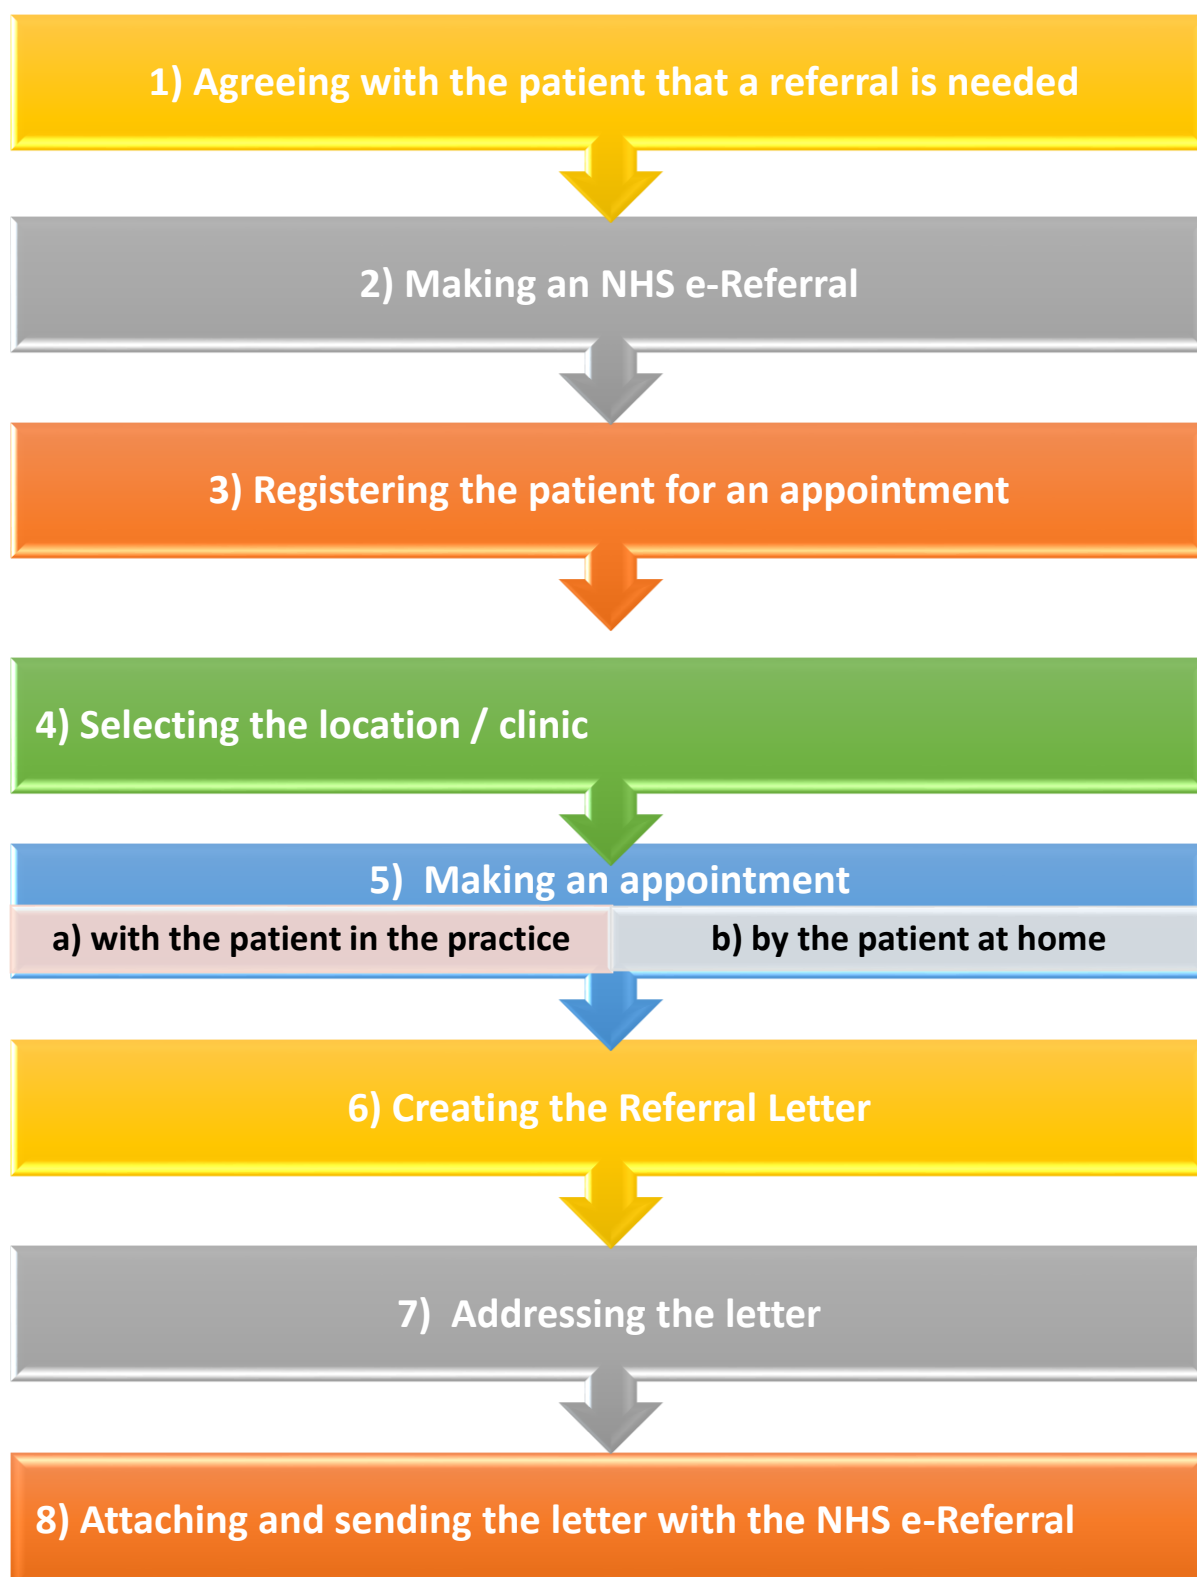 1) Agreeing with the patient that a referral is needed
2) Making an NHS e-Referral
3) Registering the patient for an appointment
4) Selecting the location / clinic
5)  Making an appointment
a) with the patient in the practice
b) by the patient at home
6) Creating the Referral Letter
7)  Addressing the letter
8) Attaching and sending the letter with the NHS e-Referral